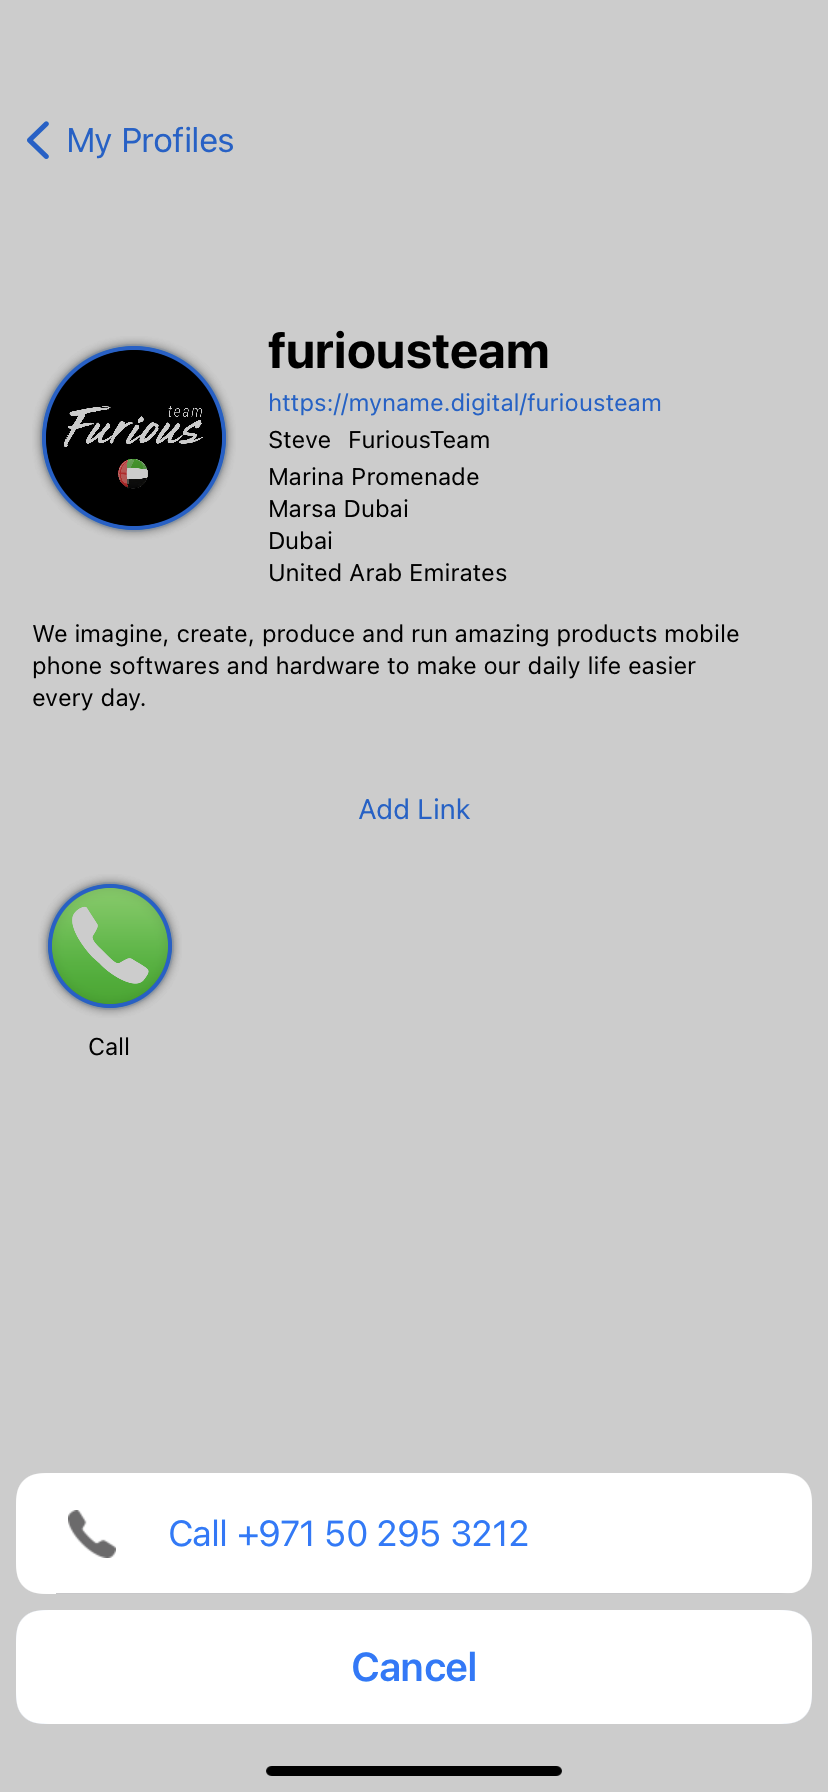 My Profiles
furiousteam
https://myname.digital/furiousteam
Steve FuriousTeam
Marina Promenade
Marsa Dubai
Dubai
United Arab Emirates
team
Furious
We imagine, create, produce and run amazing products mobile
phone softwares and hardware to make our daily life easier
every day.
Add Link
Call
Call +971 50 295 3212
Cancel